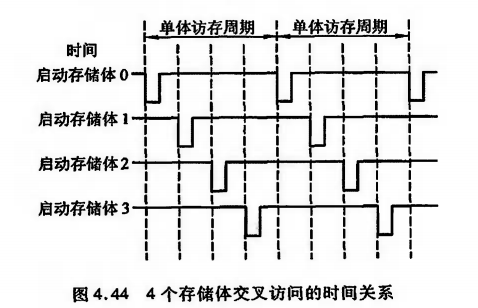 单体访存周期 单体访存周期
时间
启动存储体 0
启动存储体 1
启动存储体 2
启动存储体 3
图 4.44 4 个存储体交叉访问的时间关系